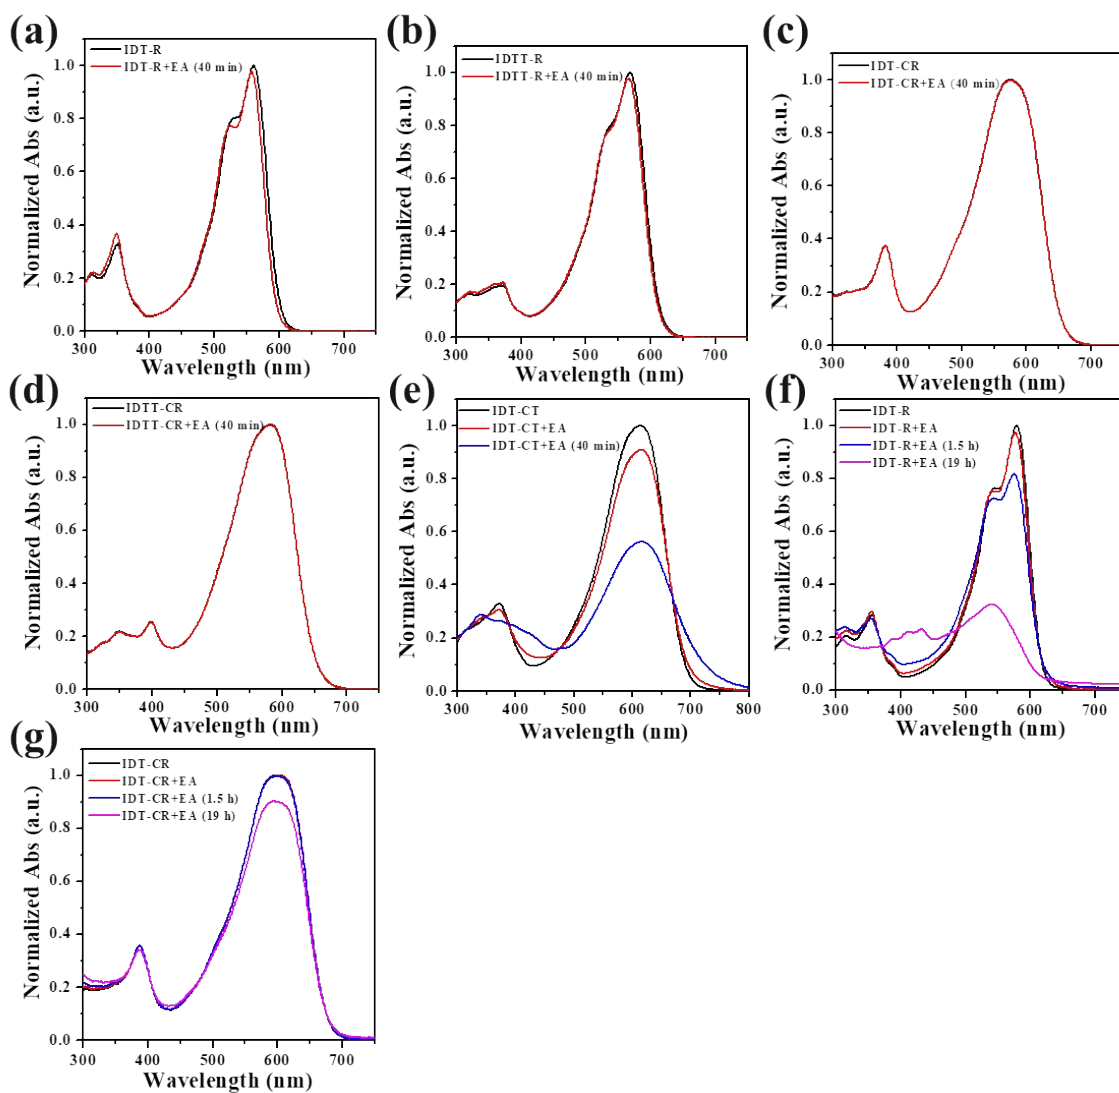 (a)
IDT-R
IDT-R+EA (40 min)
Normalized Abs (a.u.)
1.0
0.8
0.6
0.4
0.2
0.0
300 400 500 600 700
Wavelength (nm)
(b)
IDTT-R
IDTT-R+EA (40 min)
Normalized Abs (a.u.)
1.0
0.8
0.6
0.4
0.2
0.0
300 400 500 600 700
Wavelength (nm)
(c)
IDT-CR
IDT-CR+EA (40 min)
Normalized Abs (a.u.)
1.0
0.8
0.6
0.4
0.2
0.0
300 400 500 600 700
Wavelength (nm)
(d)
IDTT-CR
IDTT-CR+EA (40 min)
Normalized Abs (a.u.)
1.0
0.8
0.6
0.4
0.2
0.0
300 400 500 600 700
Wavelength (nm)
(e)
IDT-CT
IDT-CT+EA
IDT-CT+EA (40 min)
Normalized Abs (a.u.)
1.0
0.8
0.6
0.4
0.2
0.0
300 400 500 600 700 800
Wavelength (nm)
(f)
IDT-R
IDT-R+EA
IDT-R+EA (1.5 h)
IDT-R+EA (19 h)
Normalized Abs (a.u.)
1.0
0.8
0.6
0.4
0.2
0.0
300 400 500 600 700
Wavelength (nm)
(g)
IDT-CR
IDT-CR+EA
IDT-CR+EA (1.5 h)
IDT-CR+EA (19 h)
Normalized Abs (a.u.)
1.0
0.8
0.6
0.4
0.2
0.0
300 400 500 600 700
Wavelength (nm)